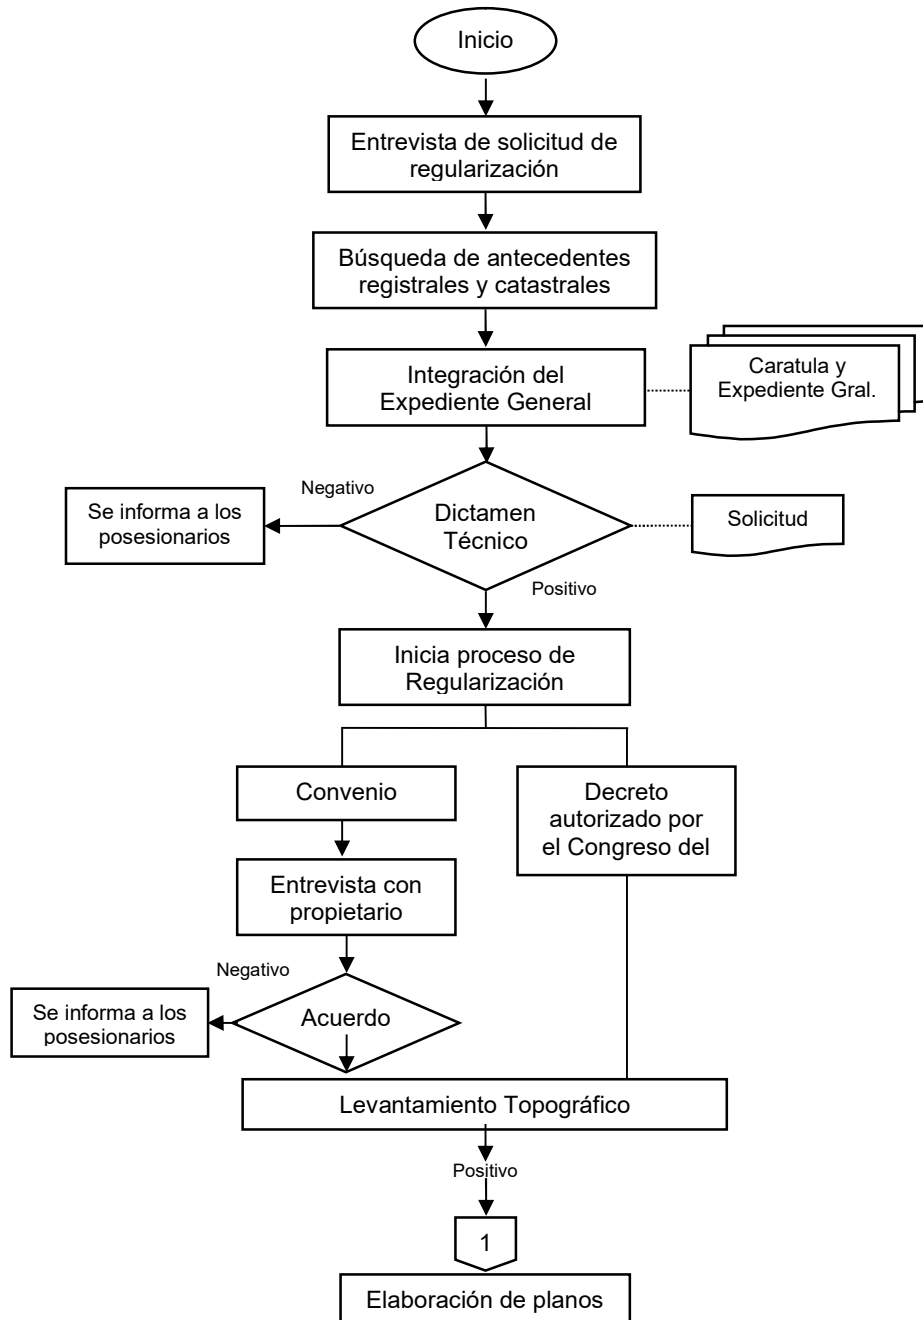 Inicio
Entrevista de solicitud de
regularización
Búsqueda de antecedentes
registrales y catastrales
Integración del
Expediente General
Caratula y
Expediente Gral.
Negativo
Se informa a los
posesionarios
Dictamen
Técnico
Solicitud
Positivo
Inicia proceso de
Regularización
Convenio
Decreto
autorizado por
el Congreso del
Entrevista con
propietario
Negativo
Se informa a los
posesionarios
Acuerdo
Levantamiento Topográfico
Positivo
1
Elaboración de planos